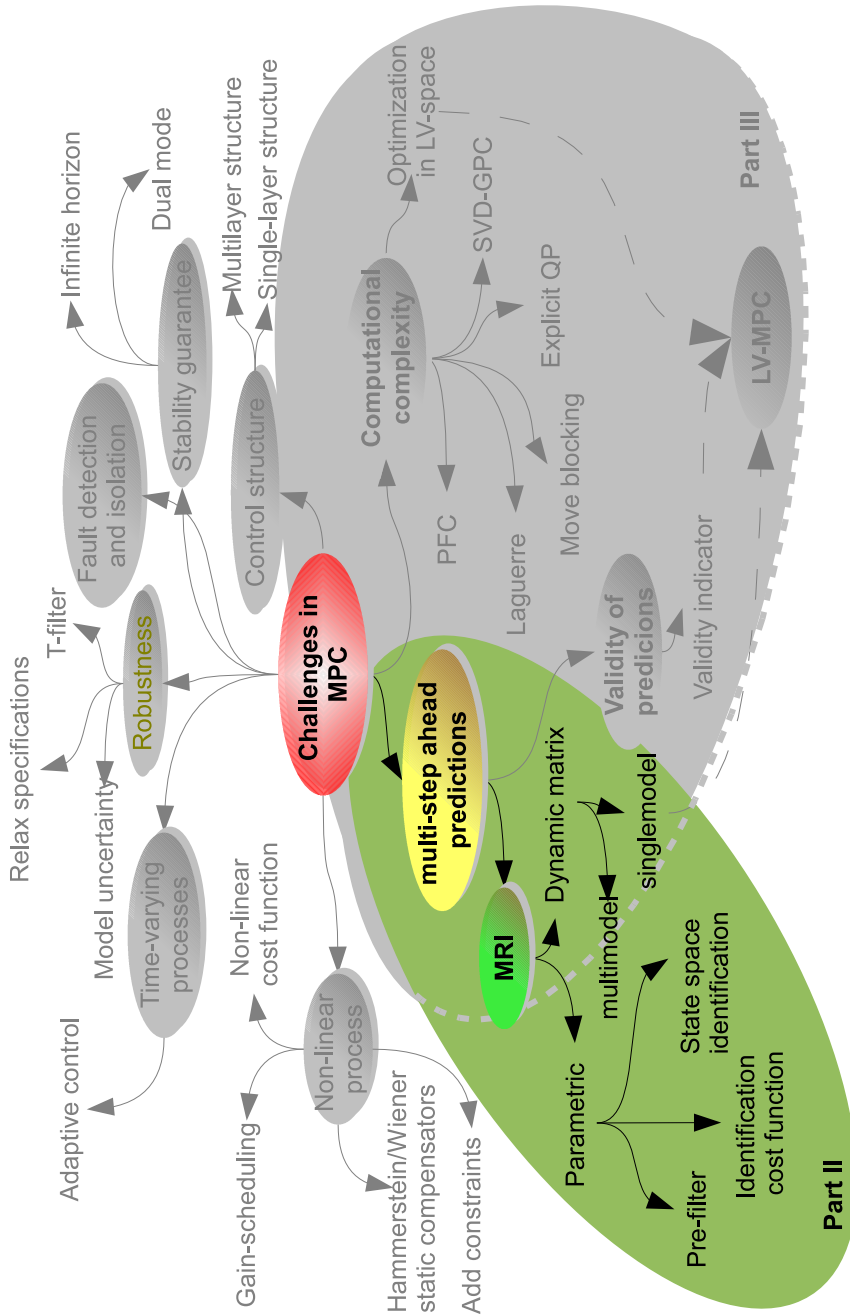 Relax specifications
T-filter
Robustness
Model uncertainty
Fault detection
and isolation
Infinite horizon
Dual mode
Stability guarantee
Multilayer structure
Single-layer structure
Control structure
Adaptive control
Time-varying
processes
Non-linear
cost function
Gain-scheduling
Non-linear
process
Hammerstein/Wiener
static compensators
Add constraints
Challenges in
MPC
Computational
complexity
Optimization
in LV-space
SVD-GPC
Explicit QP
PFC
Laguerre
Move blocking
multi-step ahead
predictions
Validity of
predicions
Validity indicator
LV-MPC
Part III
MRI
Dynamic matrix
singlemodel
multimodel
Parametric
State space
identification
Identification
cost function
Pre-filter
Part II